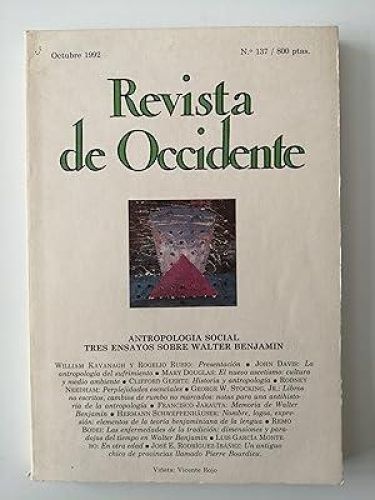 Octubre 1992 N.º 137 / 800 ptas.
Revista
de Occidente
ANTROPOLOGIA SOCIAL
TRES ENSAYOS SOBRE WALTER BENJAMIN
WILLIAM KAVANAGH Y ROGELIO RUBIO: Presentación • JOHN DAVIS: La
antropología del sufrimiento • MARY DOUGLAS: El nuevo ascetismo: cultura
y medio ambiente • CLIFFORD GEERTZ: Historia y antropología • RODNEY
NEEDHAM: Perplejidades esenciales • GEORGE W. STOCKING, JR.: Libros
no escritos, cambios de rumbo no marcados: notas para una antihisto-
ria de la antropología • FRANCISCO JARAUTA: Memoria de Walter
Benjamin • HERMANN SCHWEPPENHÄUSER: Nombre, logos, expre-
sión: elementos de la teoría benjaminiana de la lengua • REMO
BODEI: Las enfermedades de la tradición: dimensiones y para-
dojas del tiempo en Walter Benjamin • LUIS GARCÍA MONTE-
RO: En otra edad • JOSÉ E. RODRÍGUEZ-IBÁÑEZ: Un antiguo
chico de provincias llamado Pierre Bourdieu.
Viñeta: Vicente Rojo